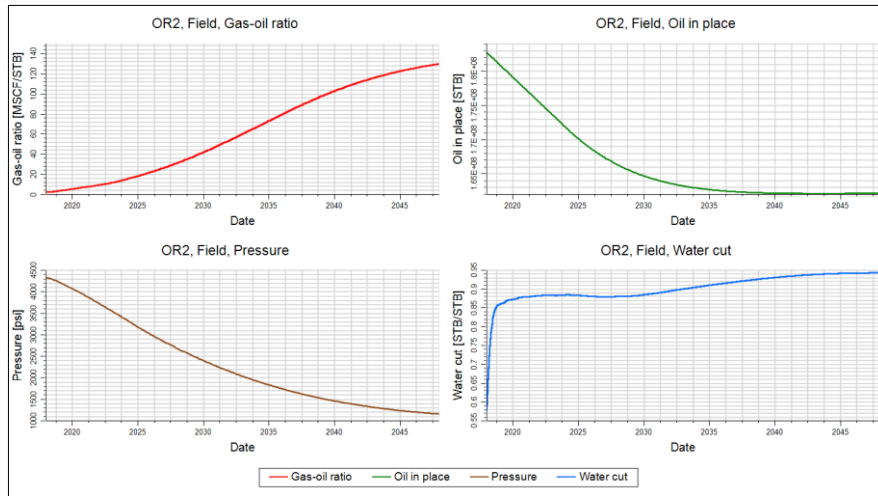 OR2, Field, Gas-oil ratio
Gas-oil ratio [MSCF/STB]
0 20 40 60 80 100 120 140
2020 2025 2030 2035 2040 2045
Date
OR2, Field, Oil in place
Oil in place [STB]
1.65E+08 1.7E+08 1.75E+08 1.8E+08
2020 2025 2030 2035 2040 2045
Date
OR2, Field, Pressure
Pressure [psi]
1000 1500 2000 2500 3000 3500 4000 4500
2020 2025 2030 2035 2040 2045
Date
OR2, Field, Water cut
Water cut [STB/STB]
0.55 0.6 0.65 0.7 0.75 0.8 0.85 0.9 0.95
2020 2025 2030 2035 2040 2045
Date
Gas-oil ratio Oil in place Pressure Water cut